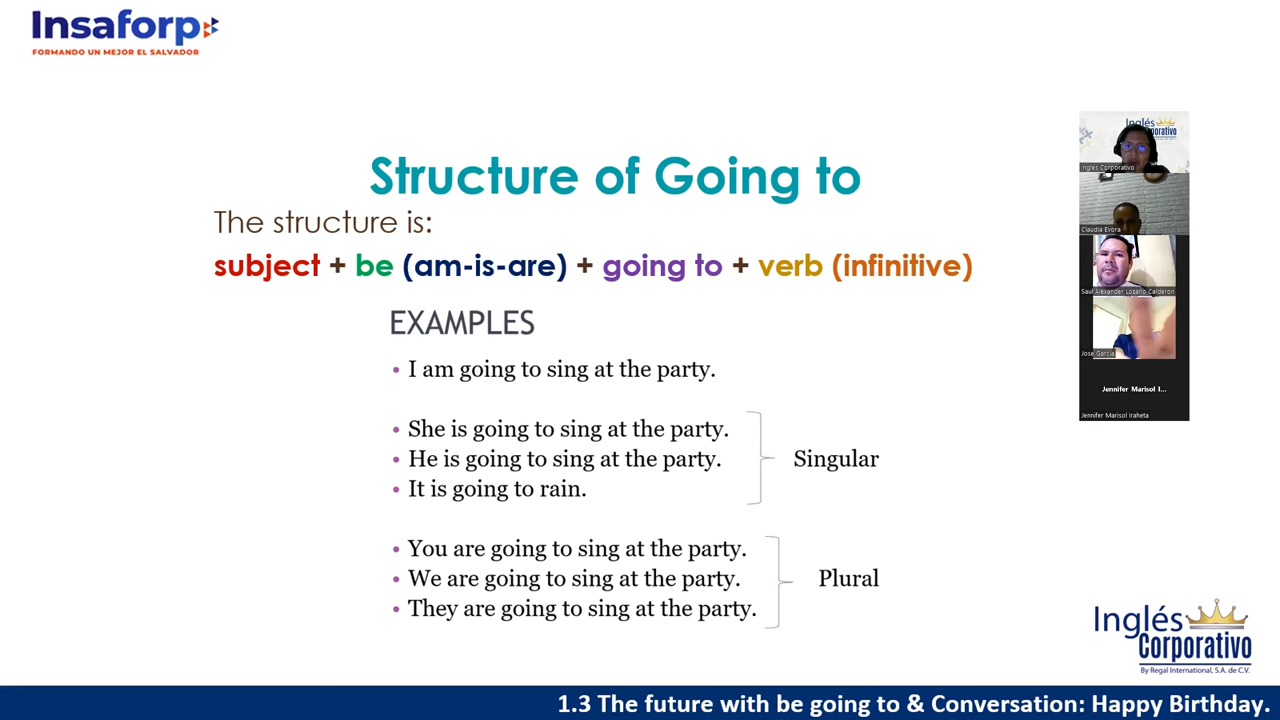 Insaforp
FORMANDO UN MEJOR EL SALVADOR
Structure of Going to
The structure is:
subject + be (am-is-are) + going to + verb (infinitive)
EXAMPLES
• I am going to sing at the party.
• She is going to sing at the party.
• He is going to sing at the party.
• It is going to rain.
Singular
• You are going to sing at the party.
• We are going to sing at the party.
• They are going to sing at the party.
Plural
Inglés
Corporativo
Inglés Corporativo
Claudia Evora
Saul Alexander Lozano Calderon
Jose Garcia
Jennifer Marisol I...
Jennifer Marisol Iraheta
Inglés
Corporativo
By Regal International, S.A. de C.V.
1.3 The future with be going to & Conversation: Happy Birthday.